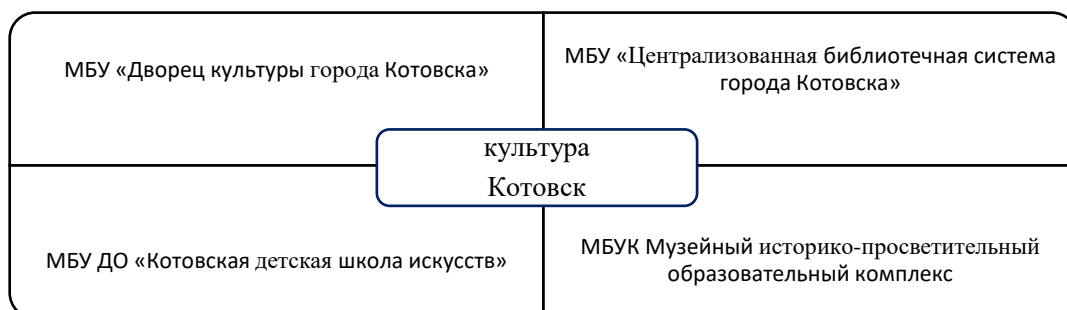 МБУ «Дворец культуры города Котовска»
МБУ «Централизованная библиотечная система
города Котовска»
культура
Котовск
МБУ ДО «Котовская детская школа искусств»
МБУК Музейный историко-просветительный
образовательный комплекс